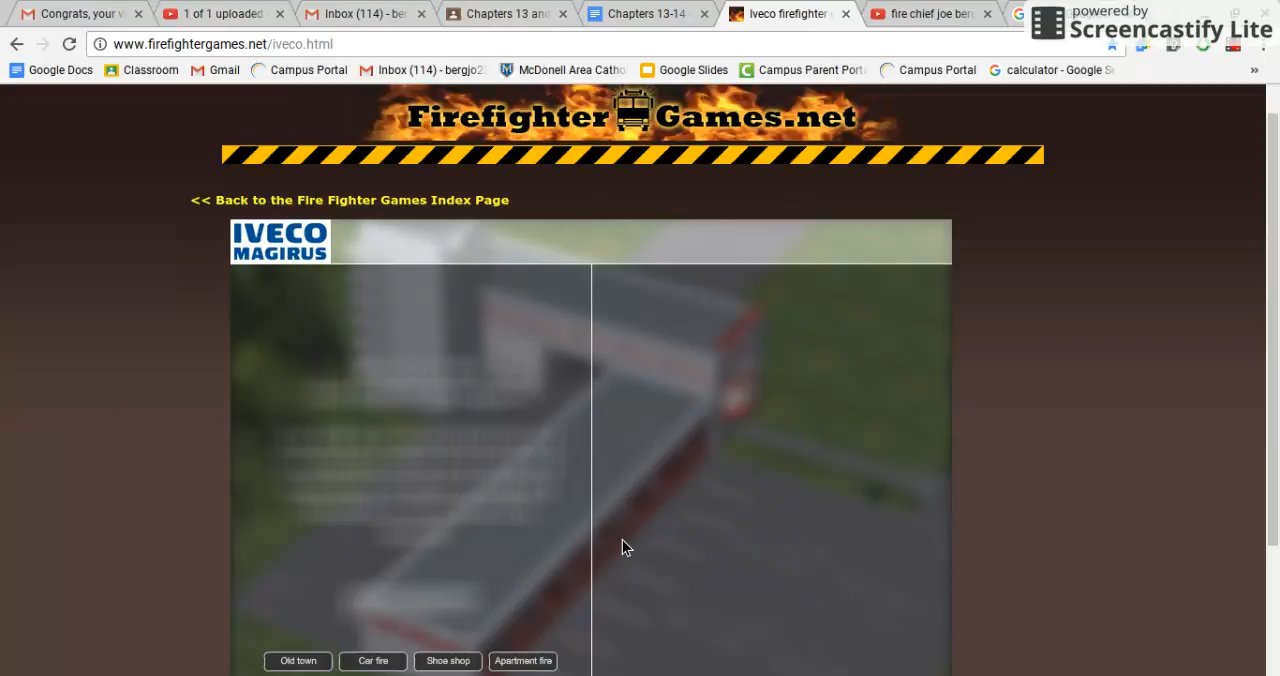 Congrats, your v
1 of 1 uploaded
Inbox (114) - ber
Chapters 13 and
Chapters 13-14 -
Iveco firefighter
fire chief joe ber
powered by
Screencastify Lite
www.firefightergames.net/iveco.html
Google Docs
Classroom
Gmail
Campus Portal
Inbox (114) - bergjo2
McDonell Area Catho
Google Slides
Campus Parent Port
Campus Portal
calculator - Google Se
»
Firefighter Games.net
<< Back to the Fire Fighter Games Index Page
IVECO
MAGIRUS
Old town
Car fire
Shoe shop
Apartment fire